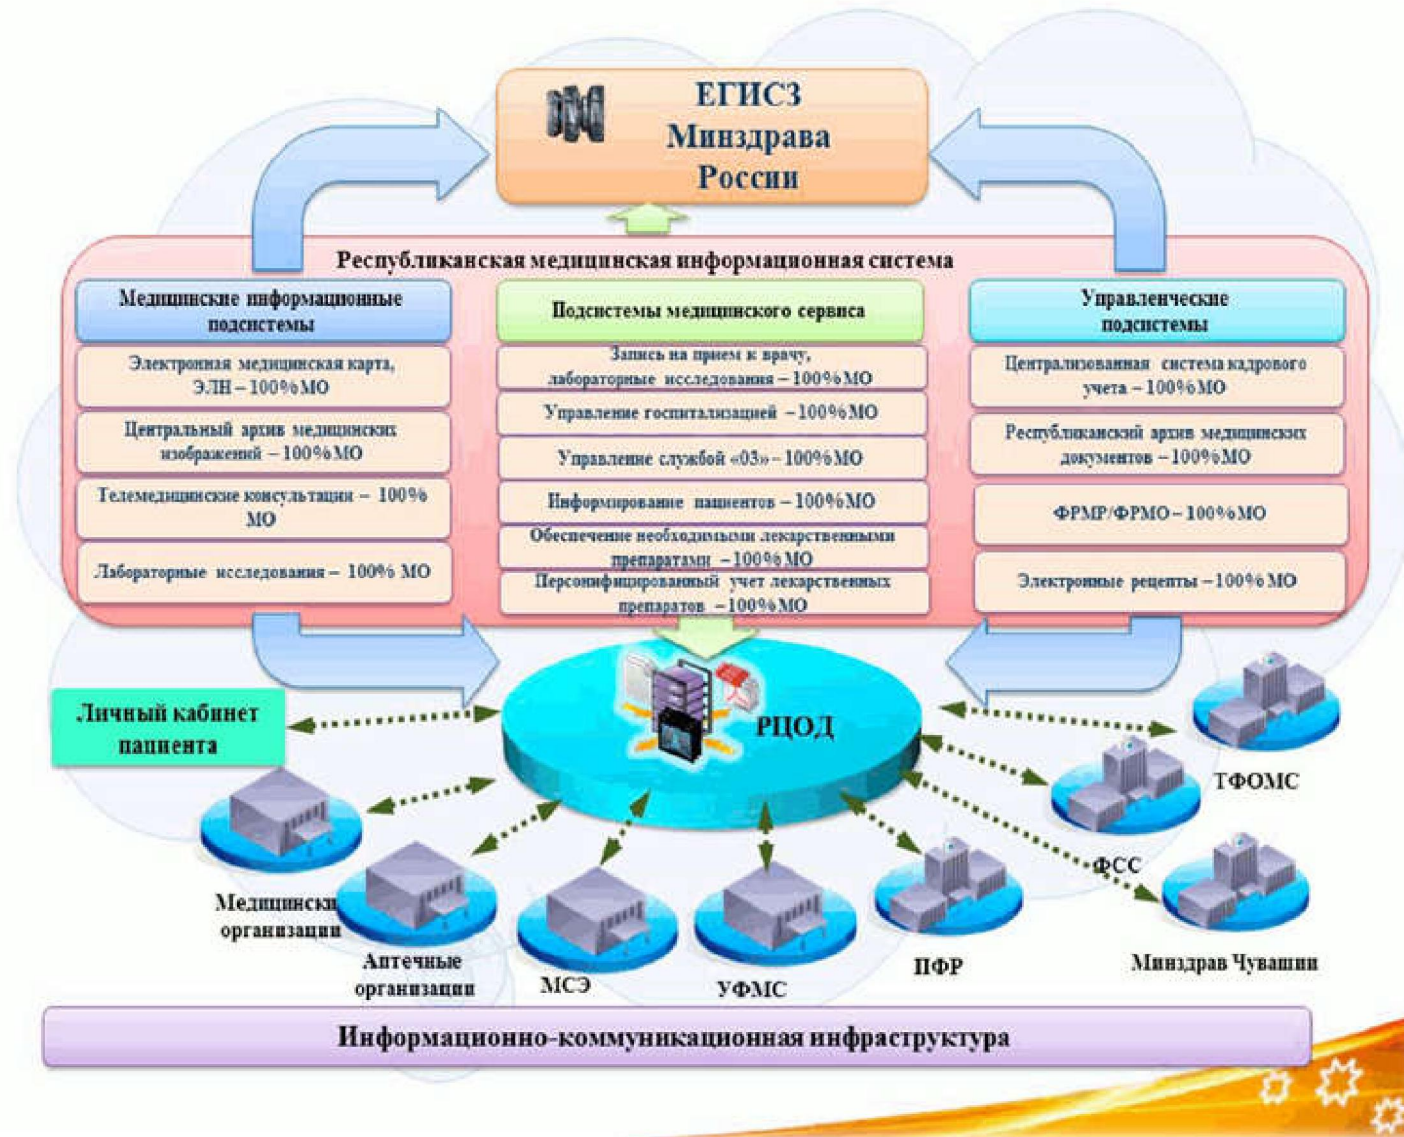 ЕГИСЗ
Минздрава
России
Республиканская медицинская информационная система
Медицинские информационные
подсистемы
Электронная медицинская карта,
ЭЛН – 100% МО
Центральный архив медицинских
изображений – 100% МО
Телемедицинские консультации – 100%
МО
Лабораторные исследования – 100% МО
Подсистемы медицинского сервиса
Запись на прием к врачу,
лабораторные исследования – 100% МО
Управление госпитализацией – 100% МО
Управление службой «03» – 100% МО
Информирование пациентов – 100% МО
Обеспечение необходимыми лекарственными
препаратами – 100% МО
Персонифицированный учет лекарственных
препаратов – 100% МО
Управленческие
подсистемы
Централизованная система кадрового
учета – 100% МО
Республиканский архив медицинских
документов – 100% МО
ФРМР/ФРМО – 100% МО
Электронные рецепты – 100% МО
Личный кабинет
пациента
РЦОД
ТФОМС
ФСС
Медицински
организации
Аптечные
организации
МСЭ
УФМС
ПФР
Минздрав Чувашии
Информационно-коммуникационная инфраструктура